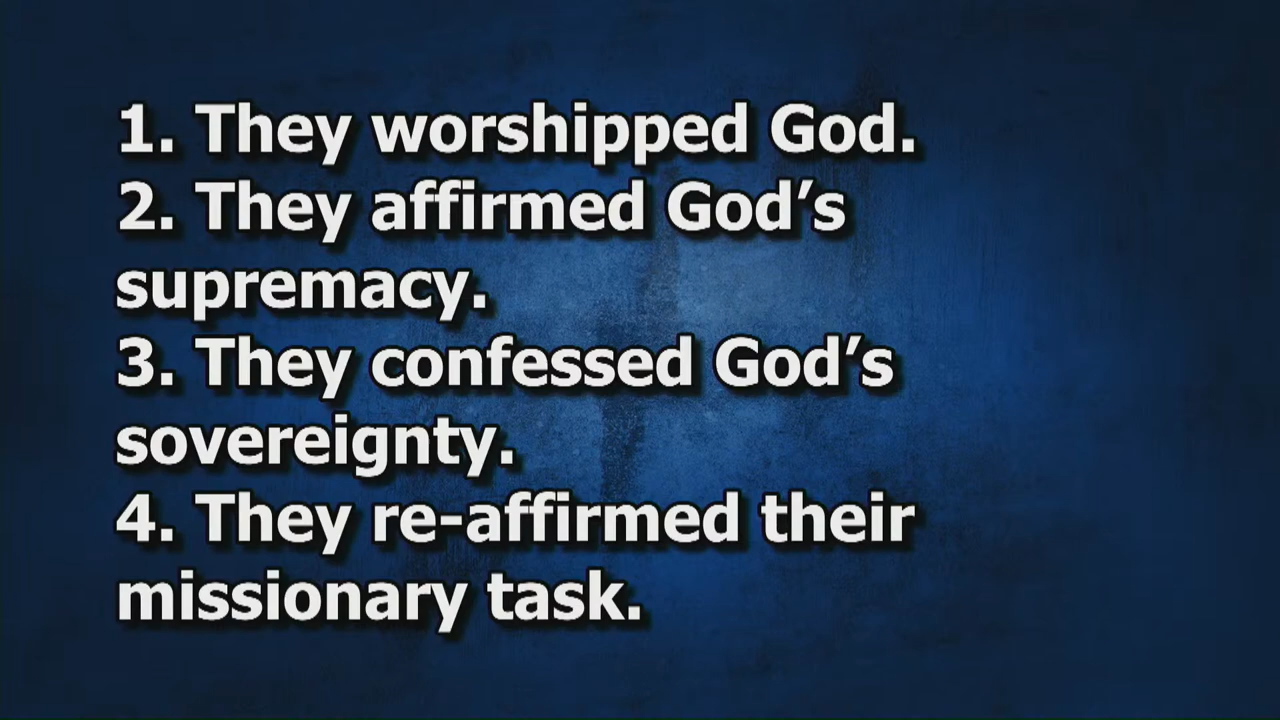 1. They worshipped God.
2. They affirmed God’s
supremacy.
3. They confessed God’s
sovereignty.
4. They re-affirmed their
missionary task.